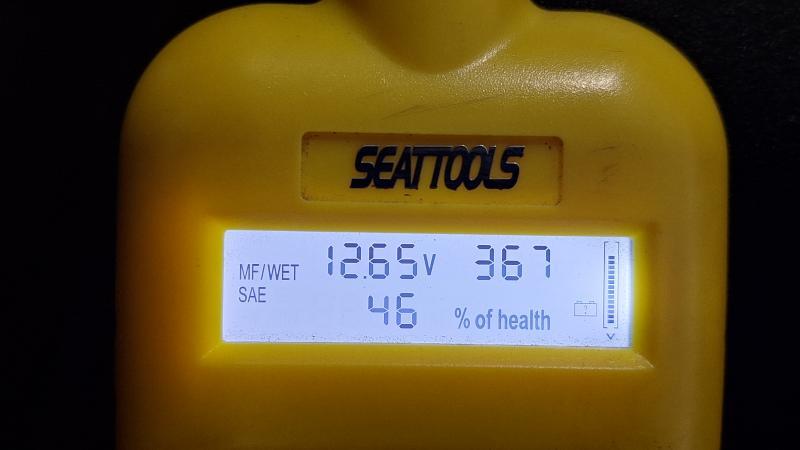 SEATTOOLS
MF/WET 12.65V 367
SAE 46 % of health